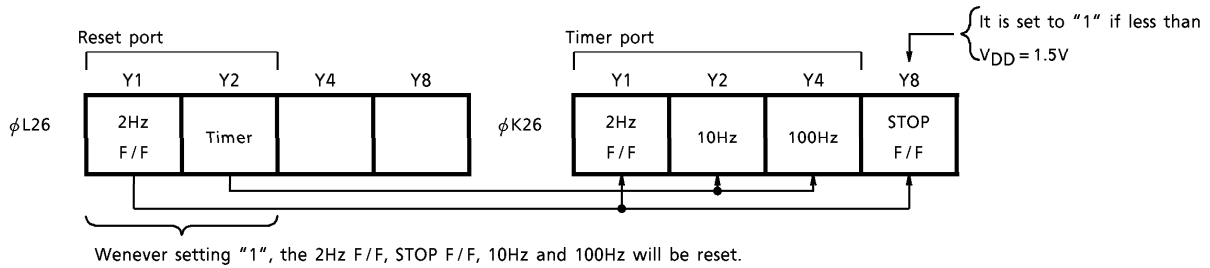 It is set to "1" if less than
VDD = 1.5V
Reset port
Timer port
Y1 Y2 Y4 Y8
Y1 Y2 Y4 Y8
ϕL26
2Hz F/F
Timer
ϕK26
2Hz F/F
10Hz
100Hz
STOP F/F
Wenever setting "1", the 2Hz F/F, STOP F/F, 10Hz and 100Hz will be reset.